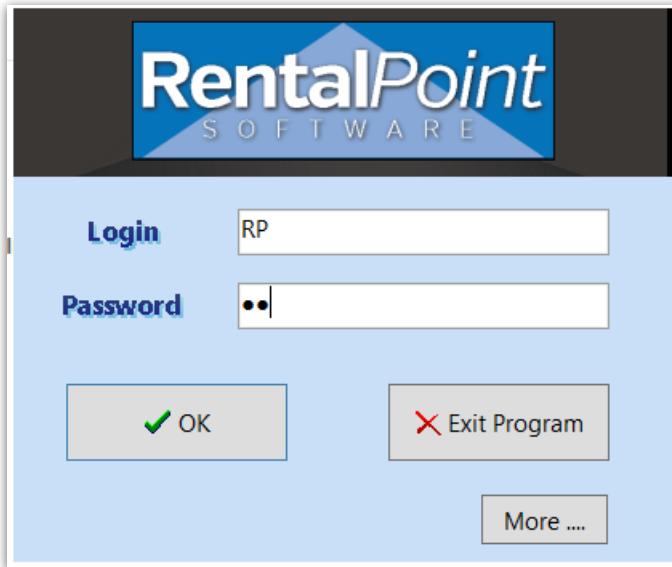 RentalPoint
SOFTWARE
Login RP
Password ••
OK
Exit Program
More ....